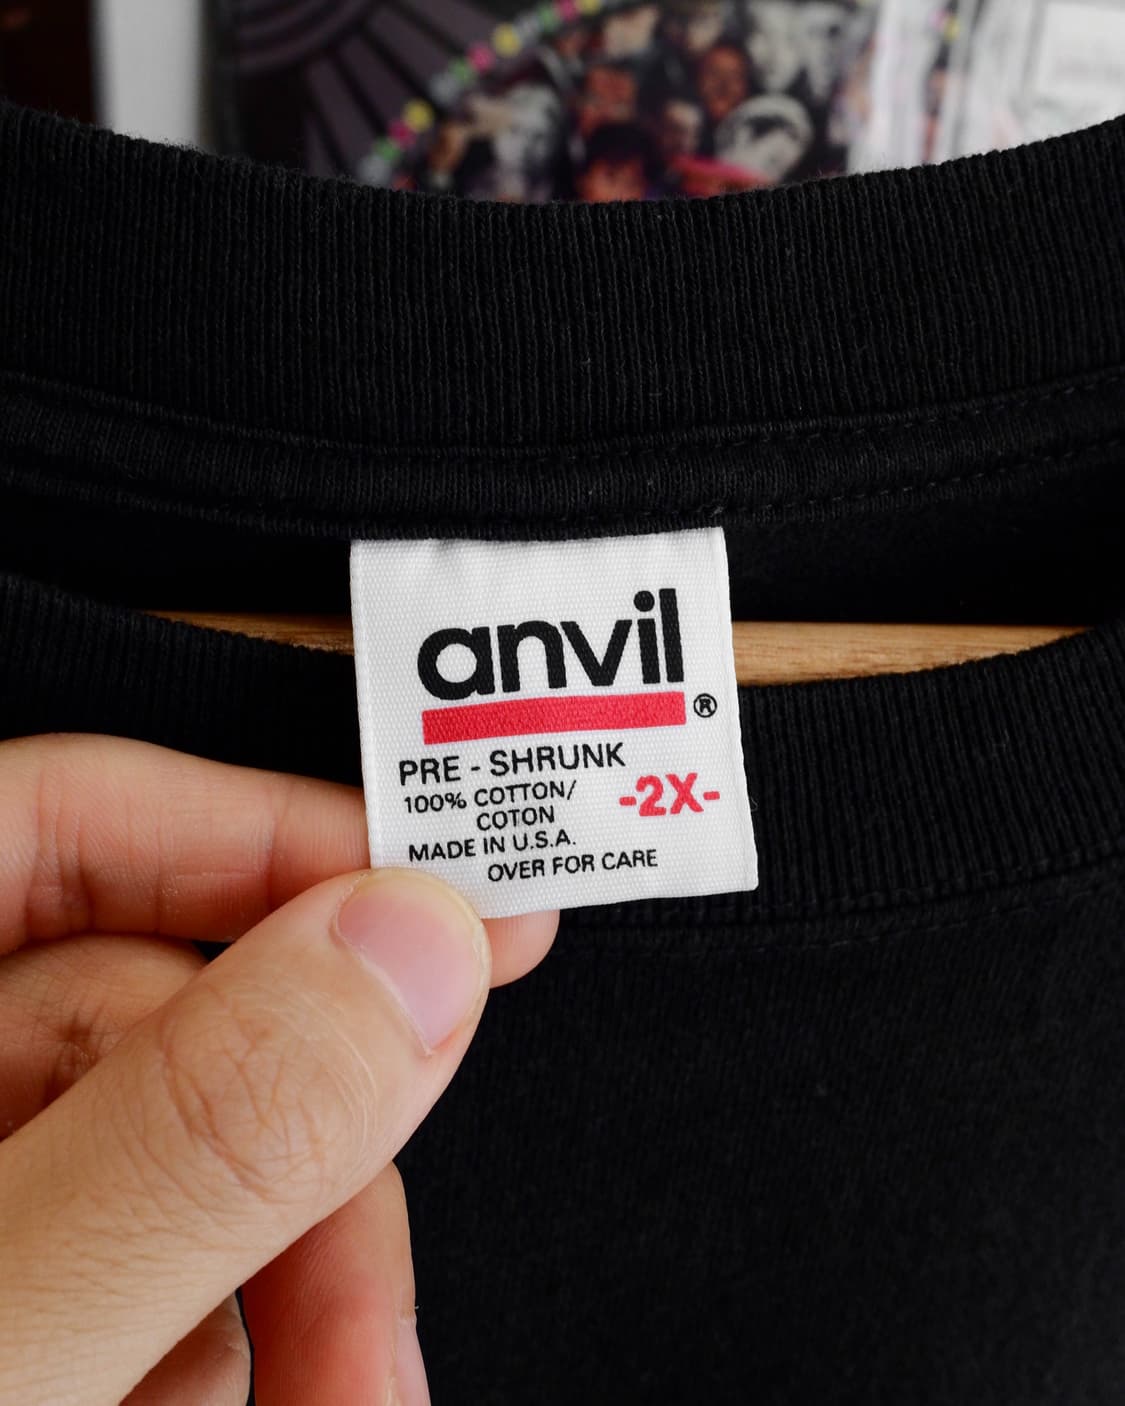 anvil
®
PRE - SHRUNK
100% COTTON/
COTON
-2X-
MADE IN U.S.A.
OVER FOR CARE